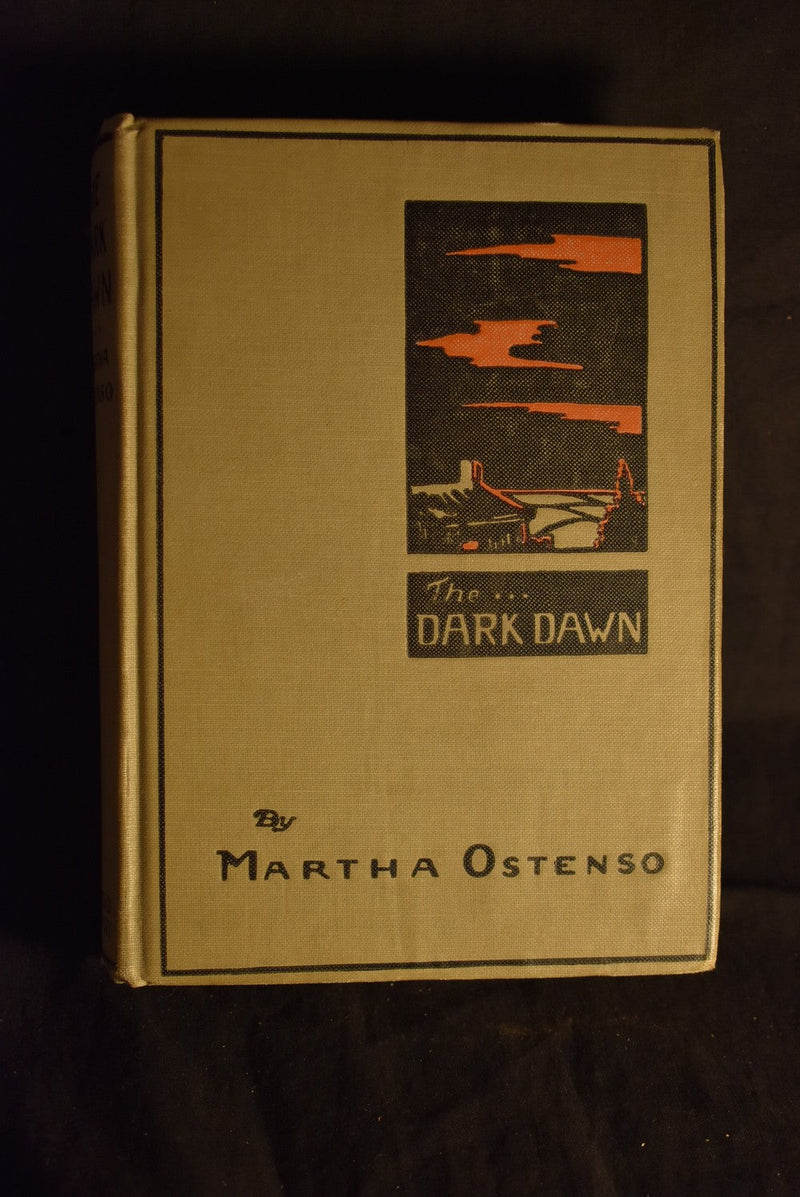 The...
DARK DAWN
By
MARTHA OSTENSO